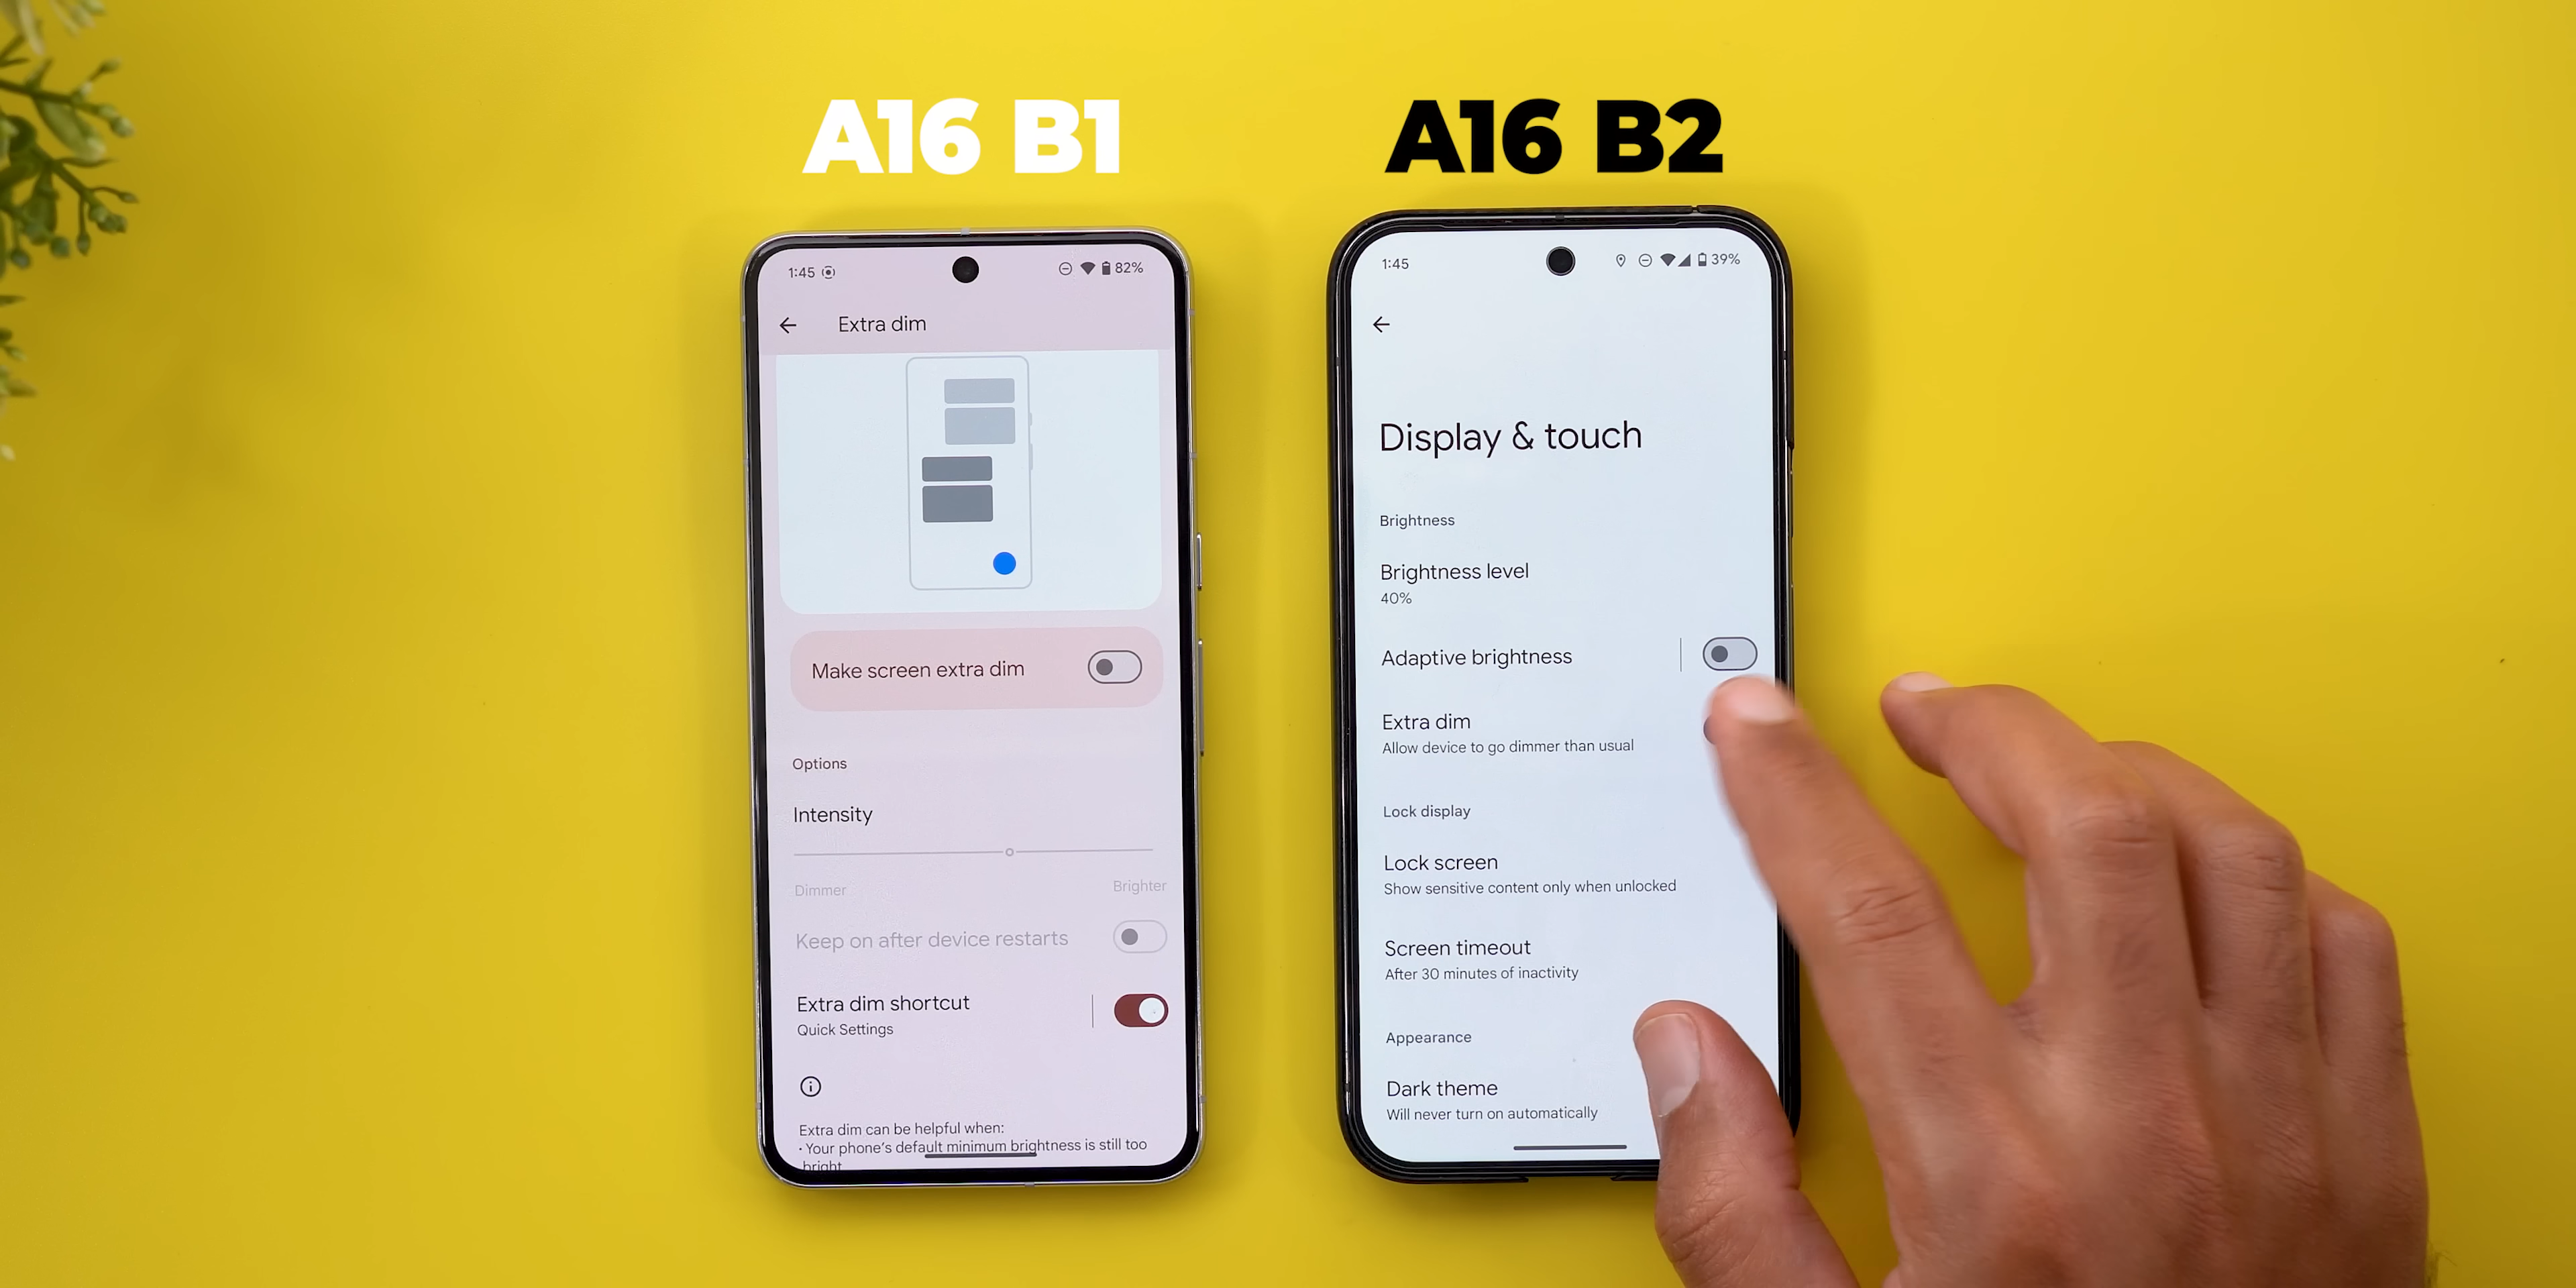 A16 B1
1:45
82%
Extra dim
Make screen extra dim
Options
Intensity
Dimmer
Brighter
Keep on after device restarts
Extra dim shortcut
Quick Settings
Extra dim can be helpful when:
• Your phone's default minimum brightness is still too
bright
A16 B2
1:45
39%
Display & touch
Brightness
Brightness level
40%
Adaptive brightness
Extra dim
Allow device to go dimmer than usual
Lock display
Lock screen
Show sensitive content only when unlocked
Screen timeout
After 30 minutes of inactivity
Appearance
Dark theme
Will never turn on automatically